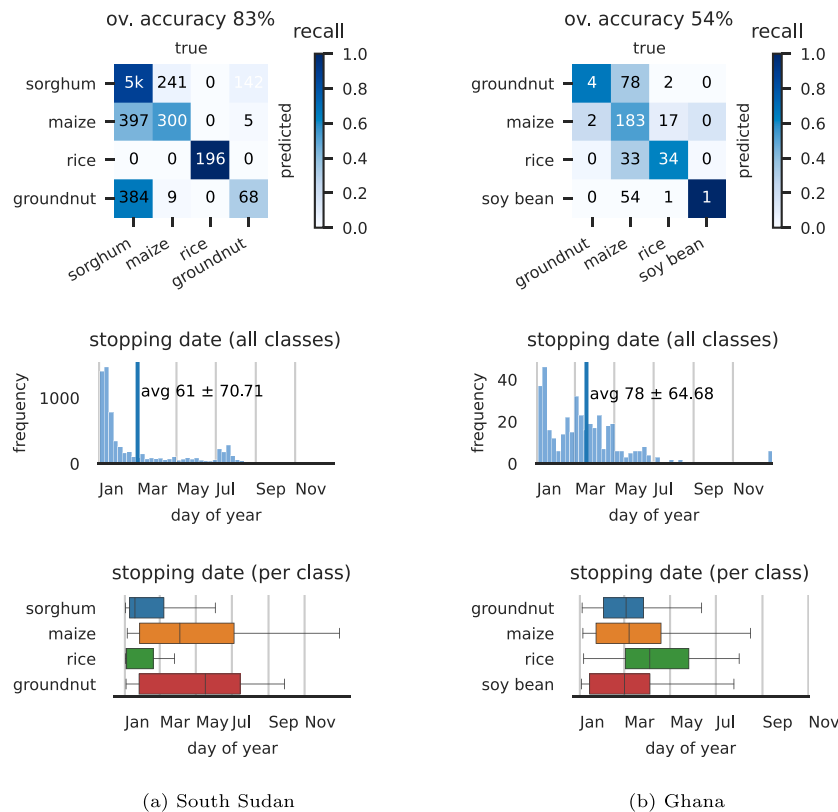 ov. accuracy 83%
true
recall
sorghum 5k 241 0 142
maize 397 300 0 5
rice 0 0 196 0
groundnut 384 9 0 68
sorghum maize rice groundnut
1.0
0.8
0.6
0.4
0.2
0.0
predicted
ov. accuracy 54%
true
recall
groundnut 4 78 2 0
maize 2 183 17 0
rice 0 33 34 0
soy bean 0 54 1 1
groundnut maize rice soy bean
1.0
0.8
0.6
0.4
0.2
0.0
predicted
stopping date (all classes)
frequency
1000
0
avg 61 ± 70.71
Jan Mar May Jul Sep Nov
day of year
stopping date (all classes)
frequency
40
20
0
avg 78 ± 64.68
Jan Mar May Jul Sep Nov
day of year
stopping date (per class)
sorghum
maize
rice
groundnut
Jan Mar May Jul Sep Nov
day of year
stopping date (per class)
groundnut
maize
rice
soy bean
Jan Mar May Jul Sep Nov
day of year
(a) South Sudan
(b) Ghana